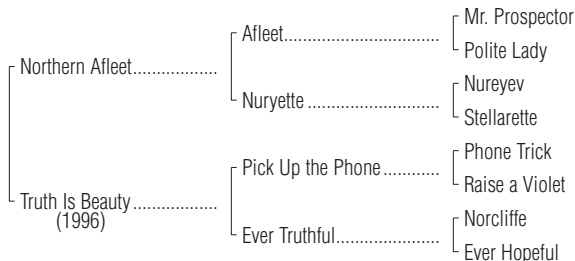 Mr. Prospector
Afleet
Polite Lady
Northern Afleet
Nureyev
Nuryette
Stellarette
Phone Trick
Pick Up the Phone
Raise a Violet
Truth Is Beauty
(1996)
Norcliffe
Ever Truthful
Ever Hopeful